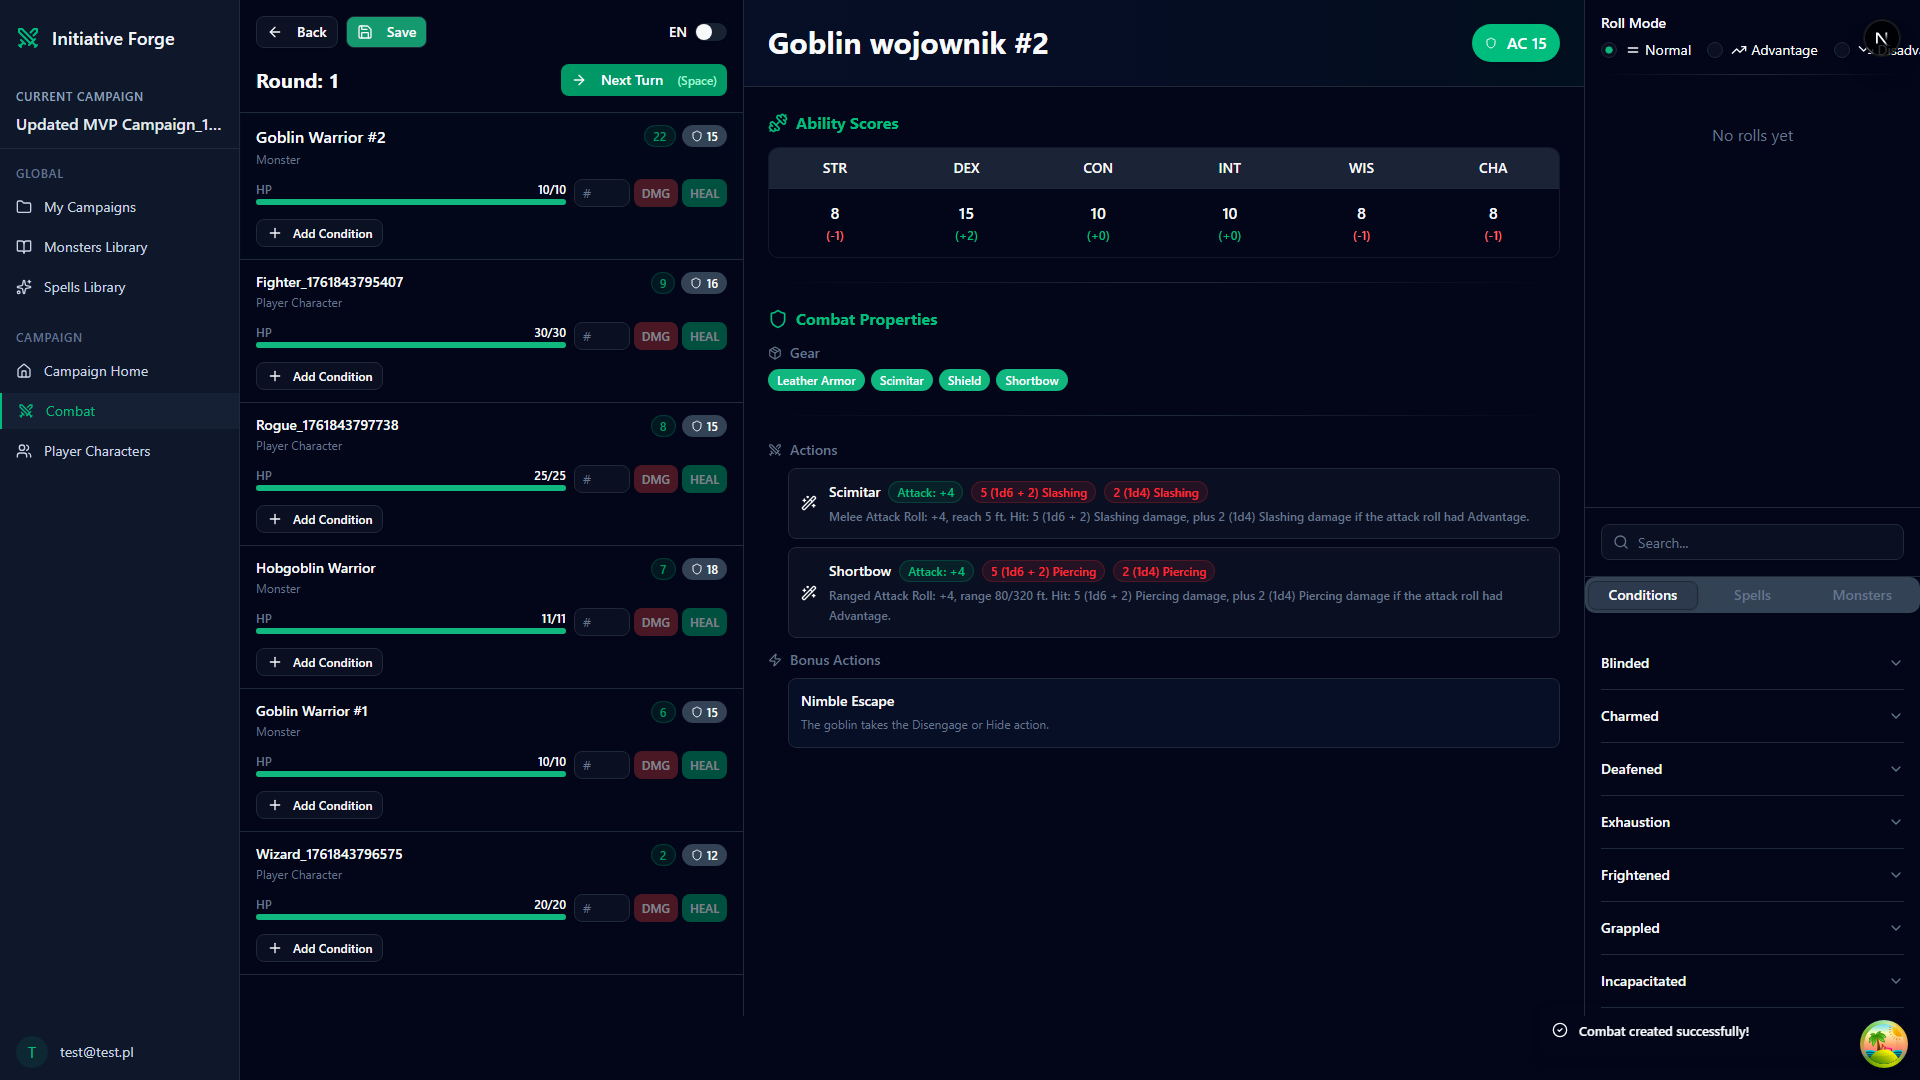 Initiative Forge
CURRENT CAMPAIGN
Updated MVP Campaign_1...
GLOBAL
My Campaigns
Monsters Library
Spells Library
CAMPAIGN
Campaign Home
Combat
Player Characters
T test@test.pl
Back Save EN
Round: 1 Next Turn (Space)
Goblin Warrior #2 22 15
Monster
HP 10/10 # DMG HEAL
Add Condition
Fighter_1761843795407 9 16
Player Character
HP 30/30 # DMG HEAL
Add Condition
Rogue_1761843797738 8 15
Player Character
HP 25/25 # DMG HEAL
Add Condition
Hobgoblin Warrior 7 18
Monster
HP 11/11 # DMG HEAL
Add Condition
Goblin Warrior #1 6 15
Monster
HP 10/10 # DMG HEAL
Add Condition
Wizard_1761843796575 2 12
Player Character
HP 20/20 # DMG HEAL
Add Condition
Goblin wojownik #2 AC 15
Ability Scores
STR DEX CON INT WIS CHA
8 15 10 10 8 8
(-1) (+2) (+0) (+0) (-1) (-1)
Combat Properties
Gear
Leather Armor Scimitar Shield Shortbow
Actions
Scimitar Attack: +4 5 (1d6 + 2) Slashing 2 (1d4) Slashing
Melee Attack Roll: +4, reach 5 ft. Hit: 5 (1d6 + 2) Slashing damage, plus 2 (1d4) Slashing damage if the attack roll had Advantage.
Shortbow Attack: +4 5 (1d6 + 2) Piercing 2 (1d4) Piercing
Ranged Attack Roll: +4, range 80/320 ft. Hit: 5 (1d6 + 2) Piercing damage, plus 2 (1d4) Piercing damage if the attack roll had
Advantage.
Bonus Actions
Nimble Escape
The goblin takes the Disengage or Hide action.
Roll Mode
Normal Advantage Disadva
N
No rolls yet
Search...
Conditions Spells Monsters
Blinded
Charmed
Deafened
Exhaustion
Frightened
Grappled
Incapacitated
Combat created successfully!